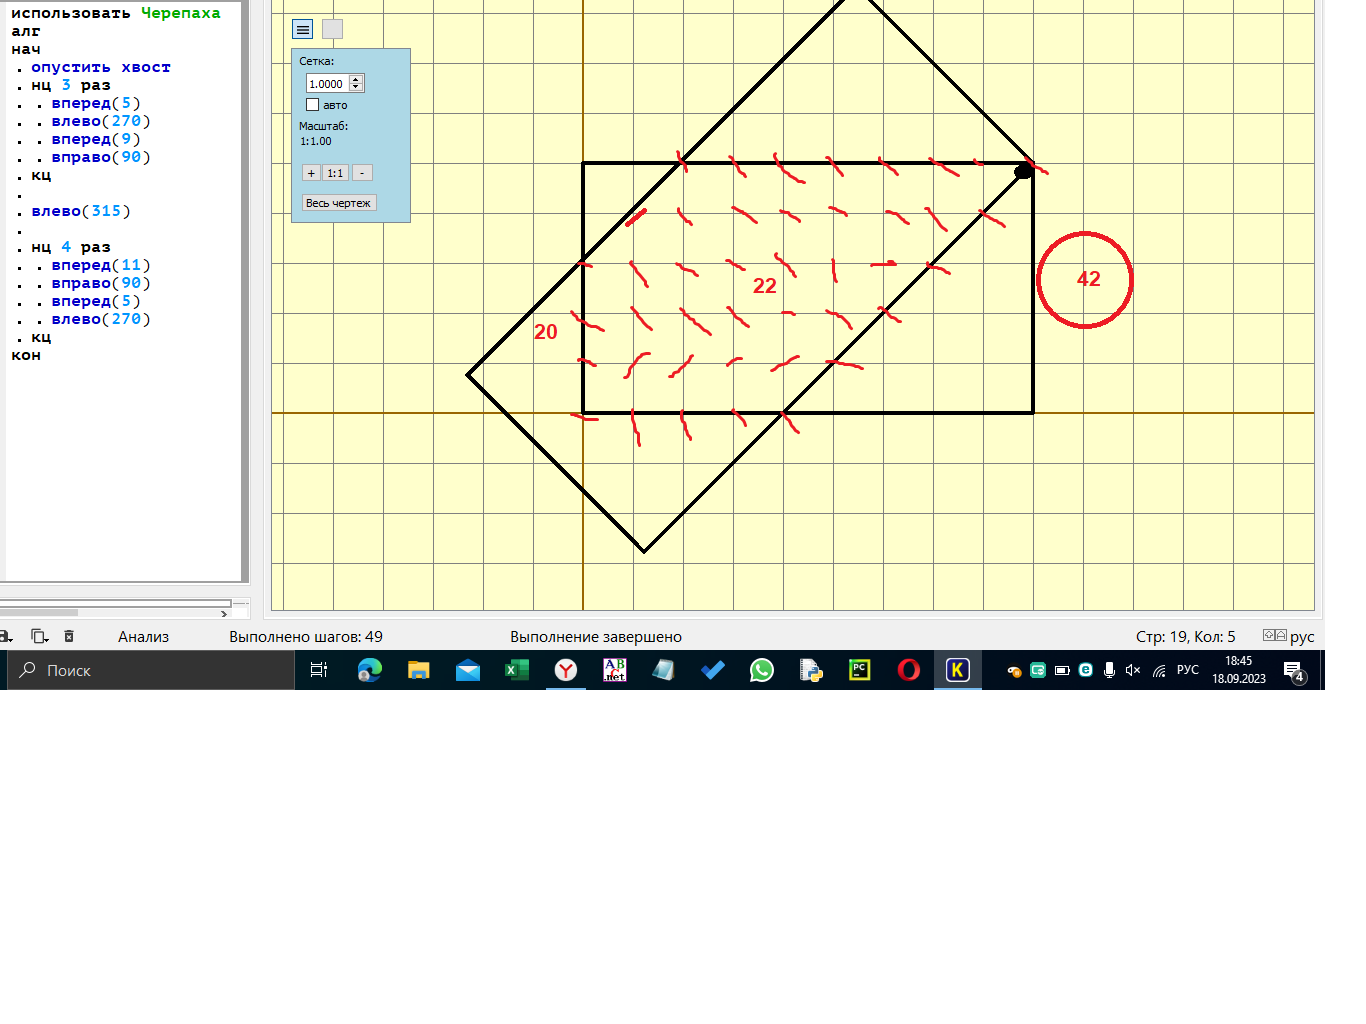 использовать Черепаха
алг
нач
. опустить хвост
. нц 3 раз
. . вперед(5)
. . влево(270)
. . вперед(9)
. . вправо(90)
. кц
.
. влево(315)
.
. нц 4 раз
. . вперед(11)
. . вправо(90)
. . вперед(5)
. . влево(270)
. кц
кон
Сетка:
1.0000
авто
Масштаб:
1:1.00
+ 1:1 -
Весь чертеж
22
42
20
Анализ
Выполнено шагов: 49
Выполнение завершено
Стр: 19, Кол: 5
рус
Поиск
РУС
18:45
18.09.2023
4